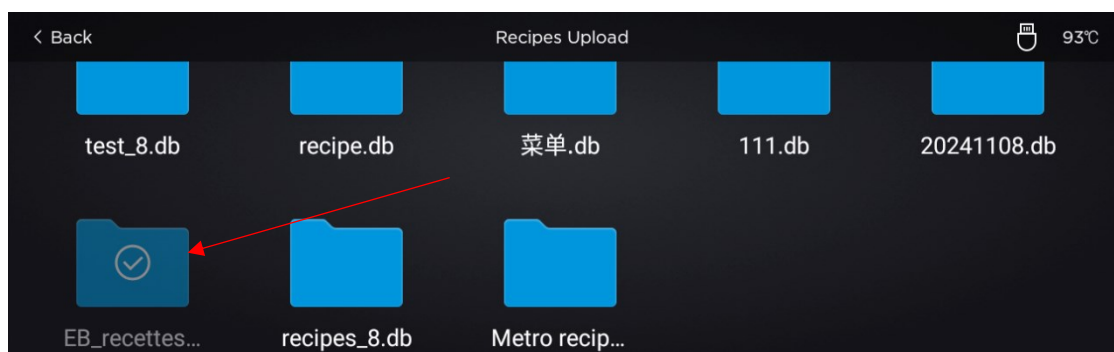 < Back Recipes Upload 93℃
test_8.db recipe.db 菜单.db 111.db 20241108.db
EB_recettes... recipes_8.db Metro recip...